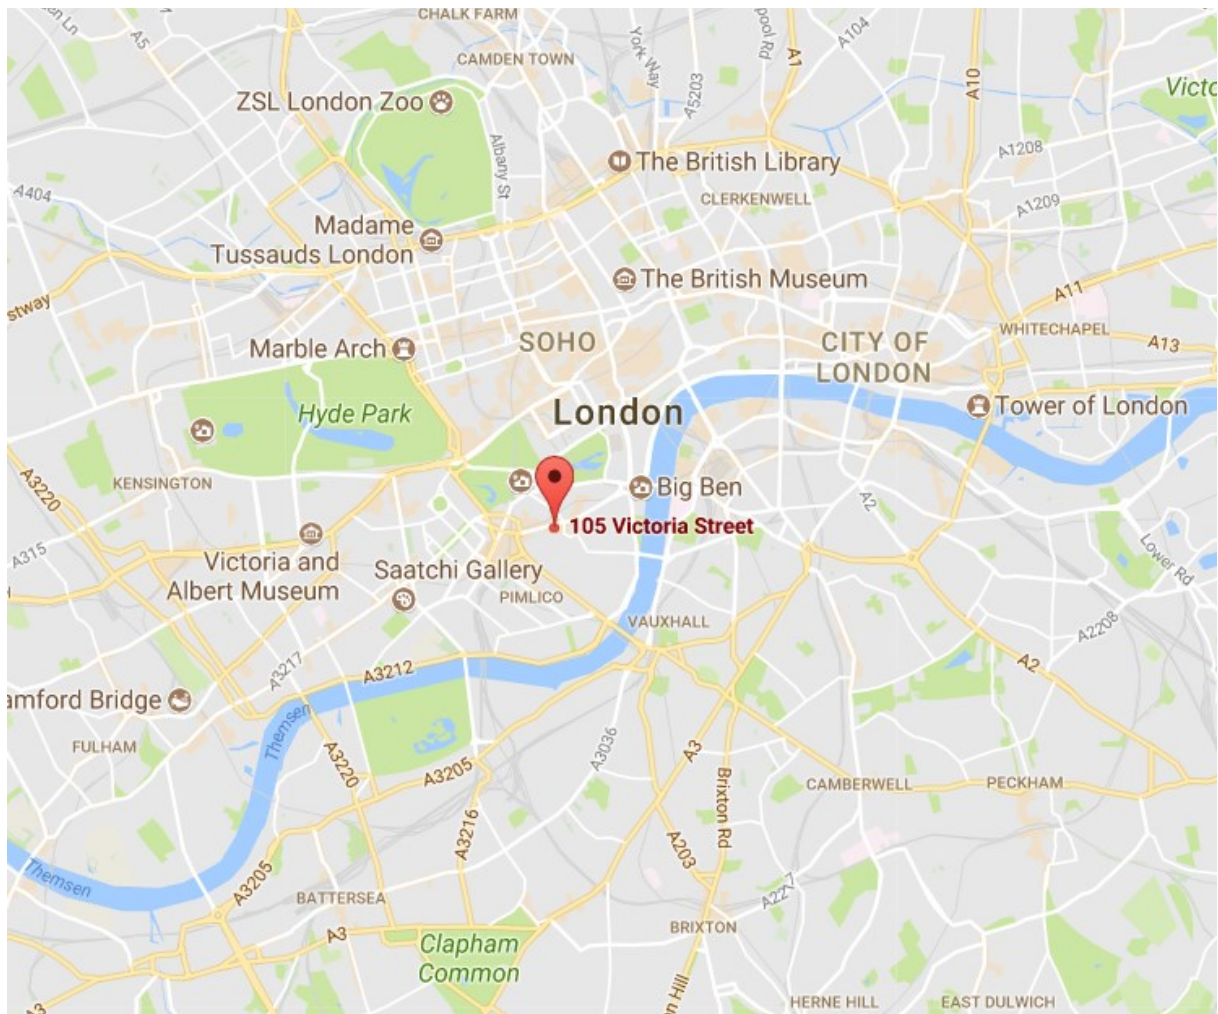 CHALK FARM
A5
York Way
A104
A1
CAMDEN TOWN
A10
A5203
ZSL London Zoo
Albany St
A1208
The British Library
A404
CLERKENWELL
A1209
Madame
Tussauds London
The British Museum
A11
WHITECHAPEL
A13
SOHO
CITY OF
LONDON
Marble Arch
Hyde Park
London
Tower of London
A3220
KENSINGTON
Big Ben
A2
105 Victoria Street
A315
Victoria and
Albert Museum
Saatchi Gallery
PIMLICO
Lower Rd
VAUXHALL
A2208
A3217
A3212
A2
amford Bridge
Themsen
FULHAM
A3220
A3205
A3036
A3
Brixton Rd
CAMBERWELL
PECKHAM
A3216
A203
Themsen
A3205
BATTERSEA
A2217
A3
BRIXTON
Clapham
Common
A3
HERNE HILL
EAST DULWICH